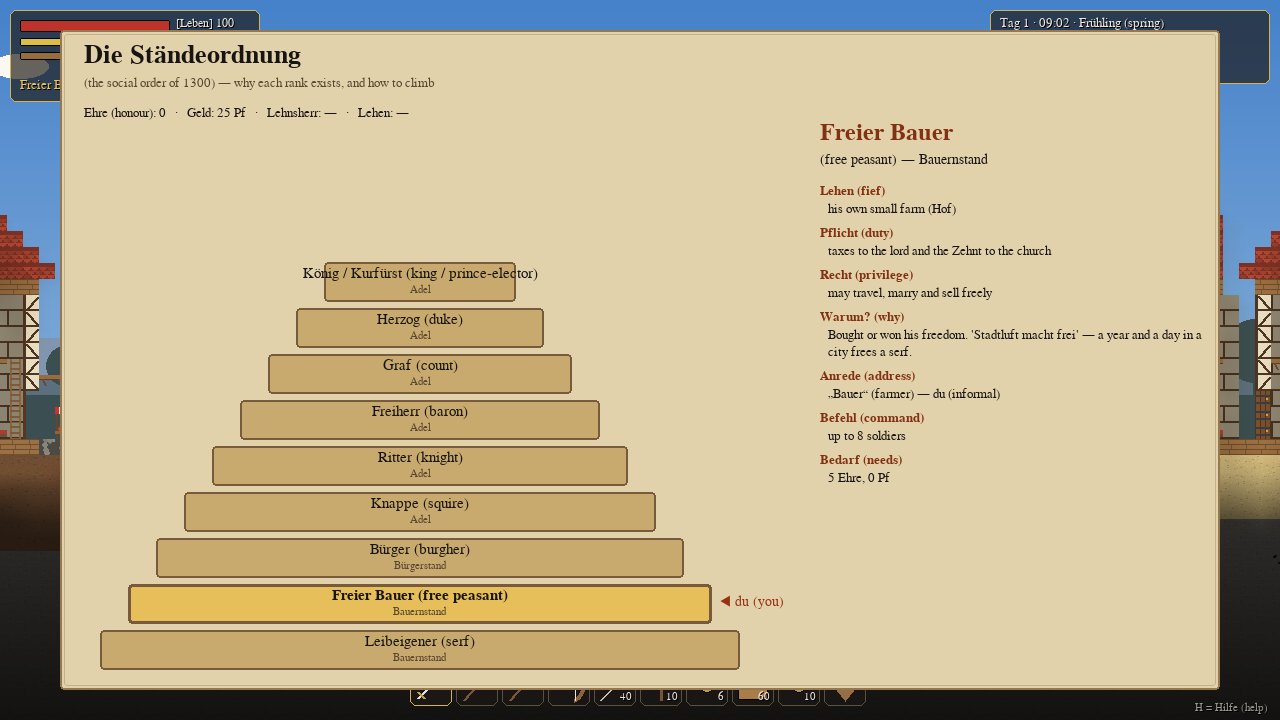 [Leben] 100
Tag 1 · 09:02 · Frühling (spring)
Freier B
Die Ständeordnung
(the social order of 1300) — why each rank exists, and how to climb
Ehre (honour): 0 · Geld: 25 Pf · Lehnsherr: — · Lehen: —
König / Kurfürst (king / prince-elector)
Adel
Herzog (duke)
Adel
Graf (count)
Adel
Freiherr (baron)
Adel
Ritter (knight)
Adel
Knappe (squire)
Adel
Bürger (burgher)
Bürgerstand
Freier Bauer (free peasant)
Bauernstand
◄ du (you)
Leibeigener (serf)
Bauernstand
Freier Bauer
(free peasant) — Bauernstand
Lehen (fief)
his own small farm (Hof)
Pflicht (duty)
taxes to the lord and the Zehnt to the church
Recht (privilege)
may travel, marry and sell freely
Warum? (why)
Bought or won his freedom. 'Stadtluft macht frei' — a year and a day in a
city frees a serf.
Anrede (address)
„Bauer“ (farmer) — du (informal)
Befehl (command)
up to 8 soldiers
Bedarf (needs)
5 Ehre, 0 Pf
40 10 6 60 10
H = Hilfe (help)